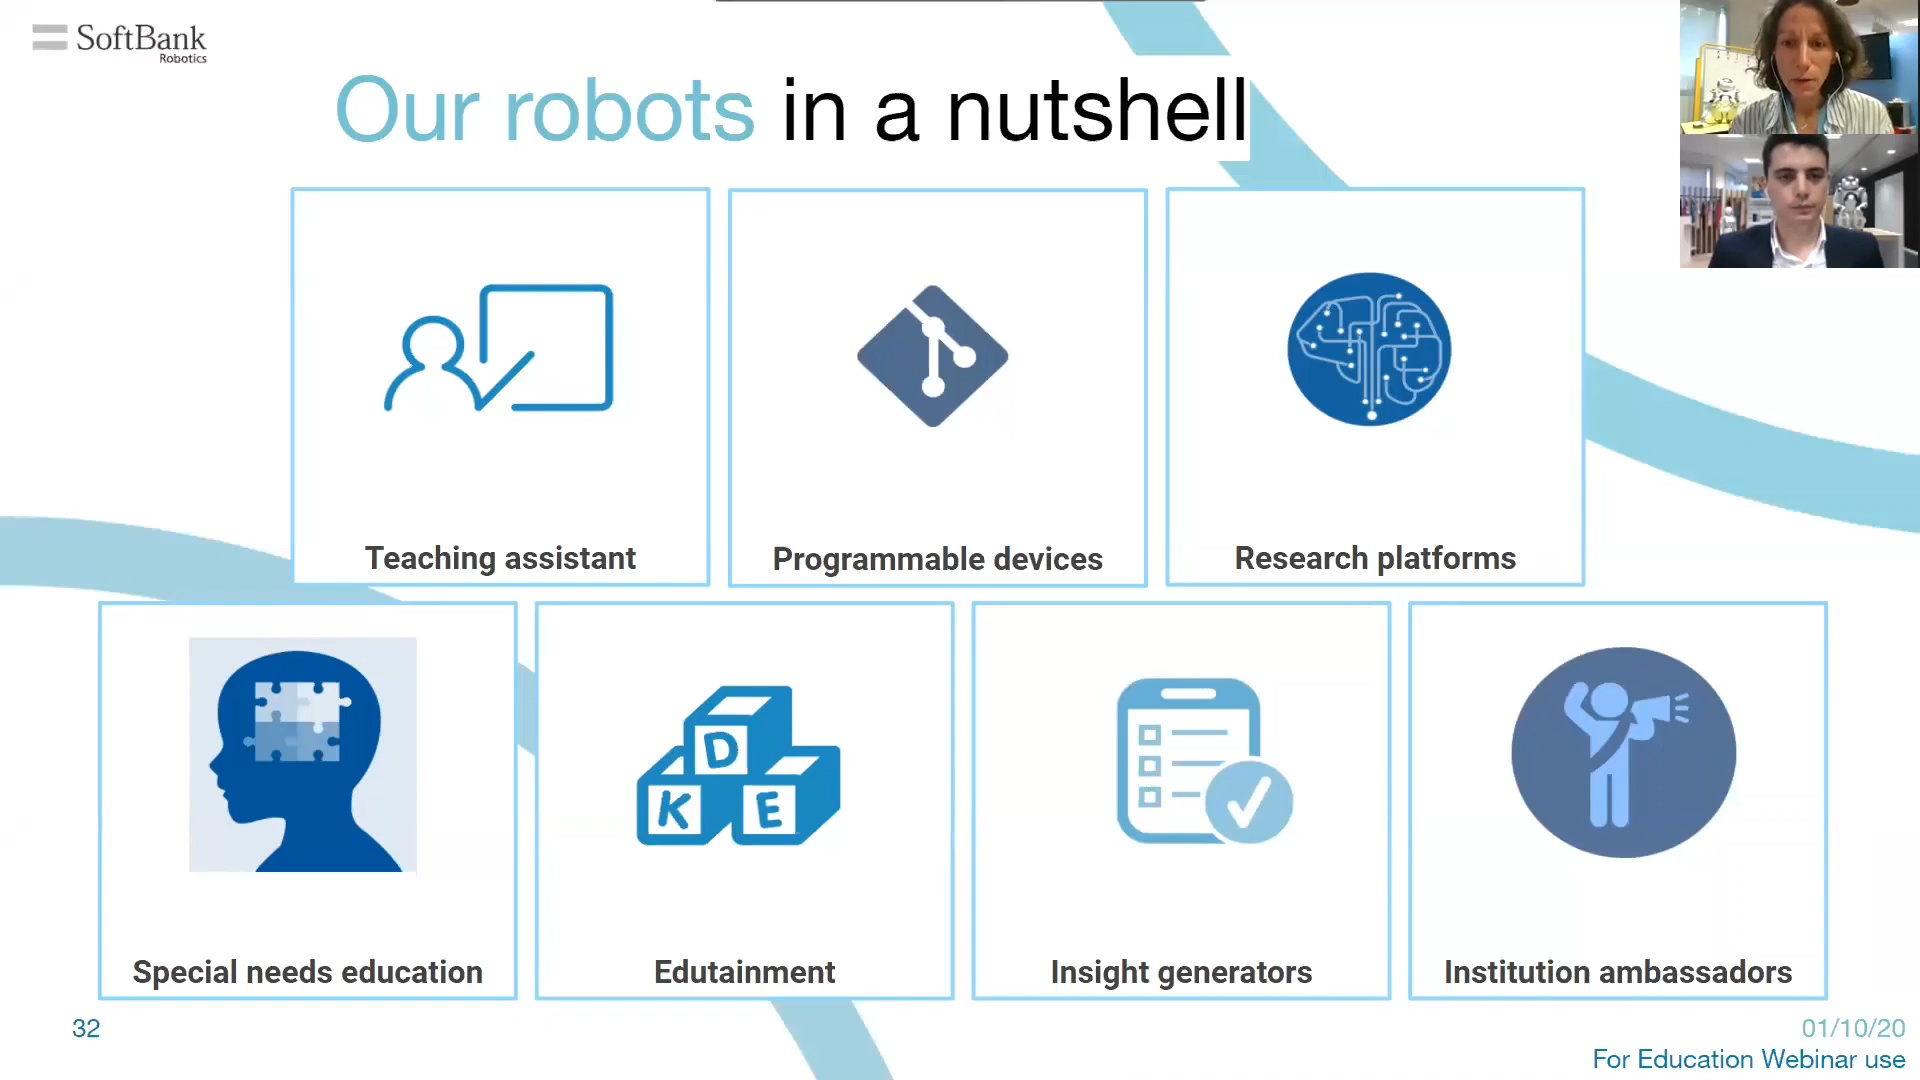 SoftBank
Robotics
Our robots in a nutshell
Teaching assistant
Programmable devices
Research platforms
D
K E
Special needs education
Edutainment
Insight generators
Institution ambassadors
32
01/10/20
For Education Webinar use